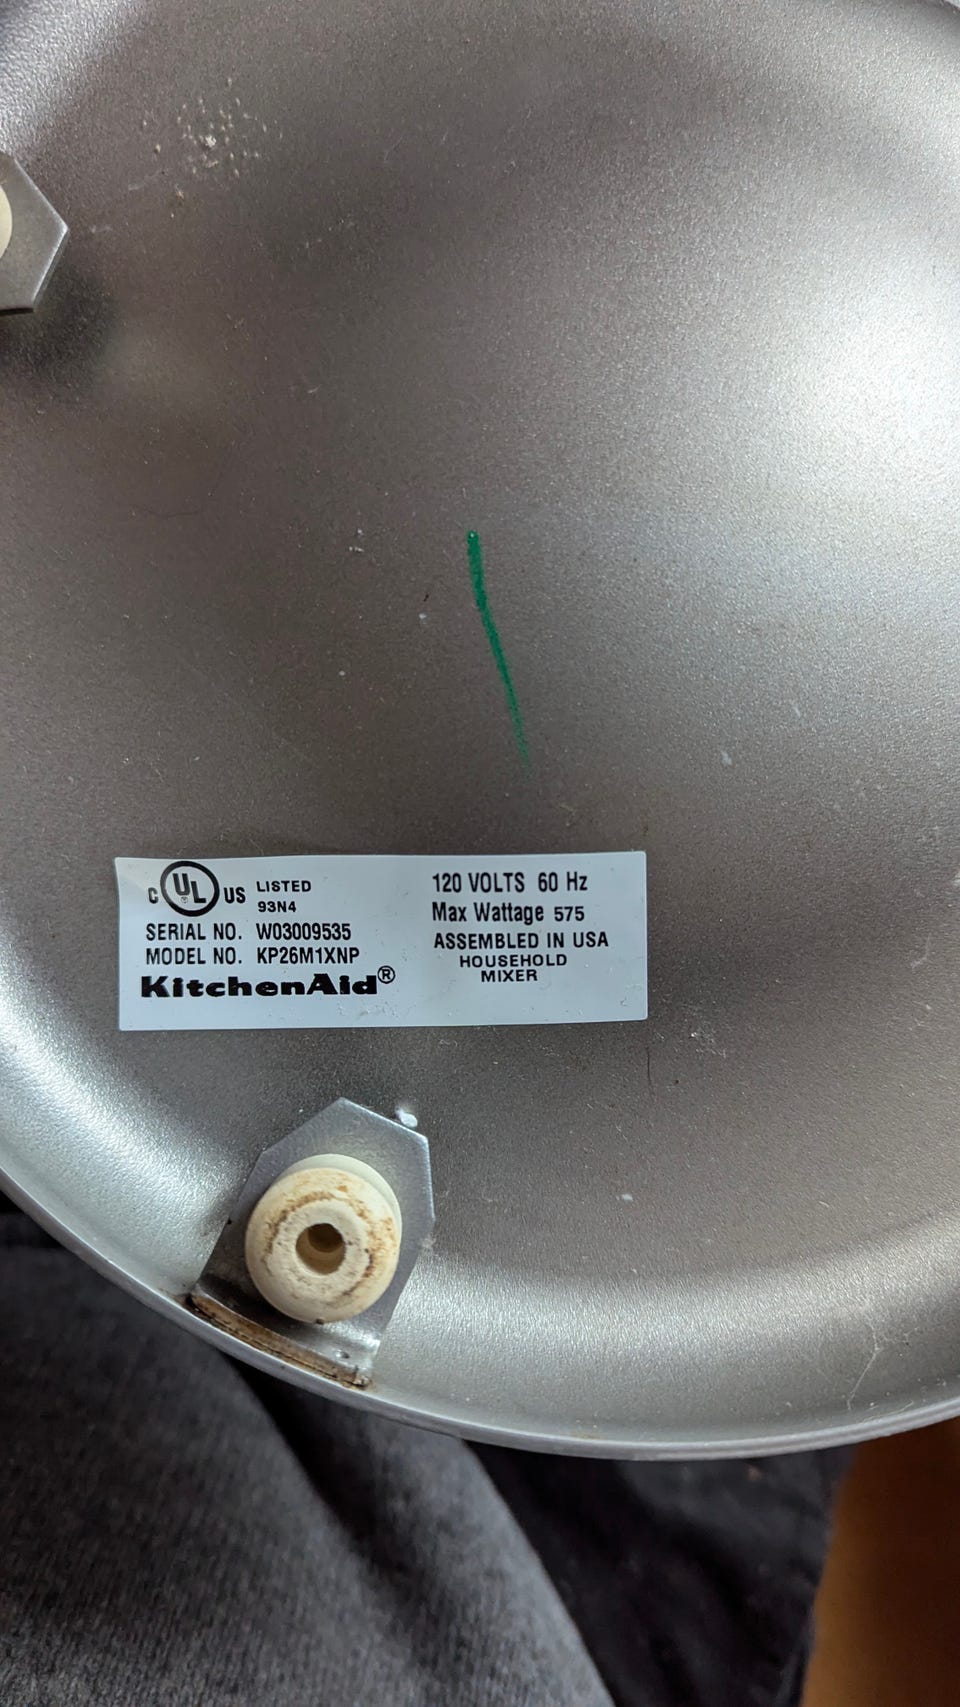 C UL US LISTED
93N4
SERIAL NO. W03009535
MODEL NO. KP26M1XNP
KitchenAid®
120 VOLTS 60 Hz
Max Wattage 575
ASSEMBLED IN USA
HOUSEHOLD
MIXER